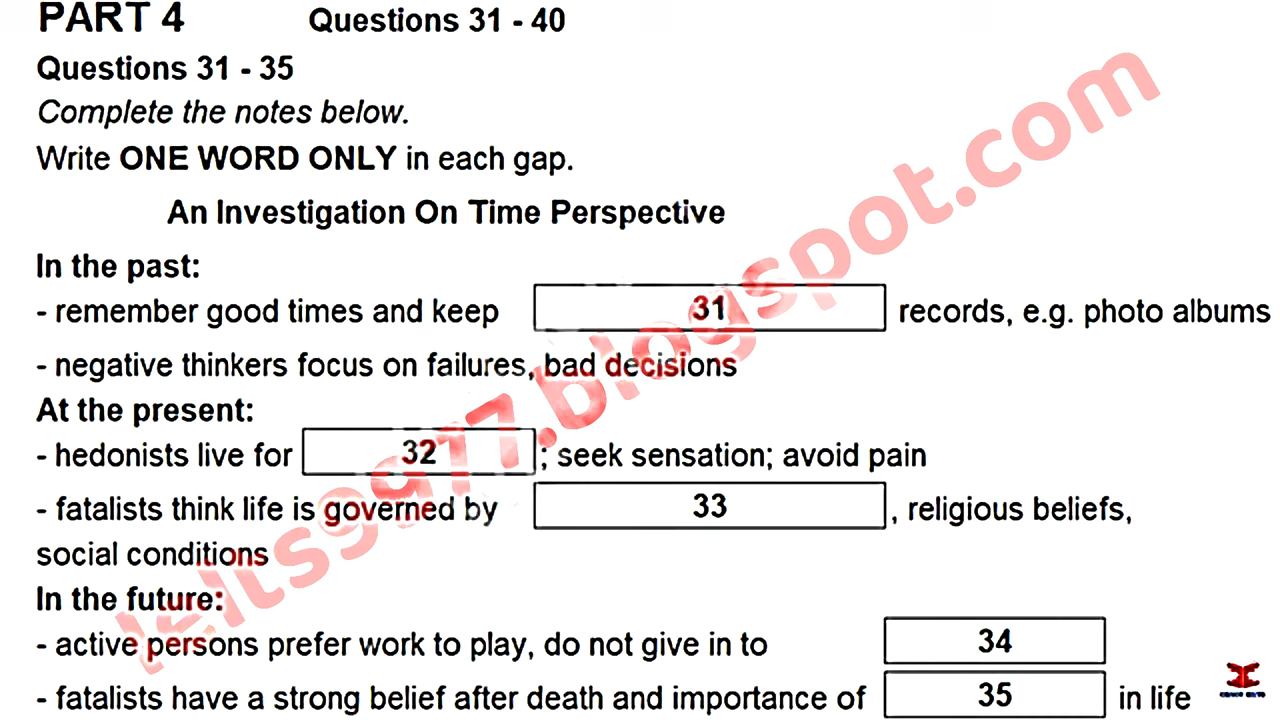 PART 4 Questions 31 - 40
Questions 31 - 35
Complete the notes below.
Write ONE WORD ONLY in each gap.
An Investigation On Time Perspective
In the past:
- remember good times and keep 31 records, e.g. photo albums
- negative thinkers focus on failures, bad decisions
At the present:
- hedonists live for 32 ; seek sensation; avoid pain
- fatalists think life is governed by 33 , religious beliefs,
social conditions
In the future:
- active persons prefer work to play, do not give in to 34
- fatalists have a strong belief after death and importance of 35 in life
ielts9917.blogspot.com